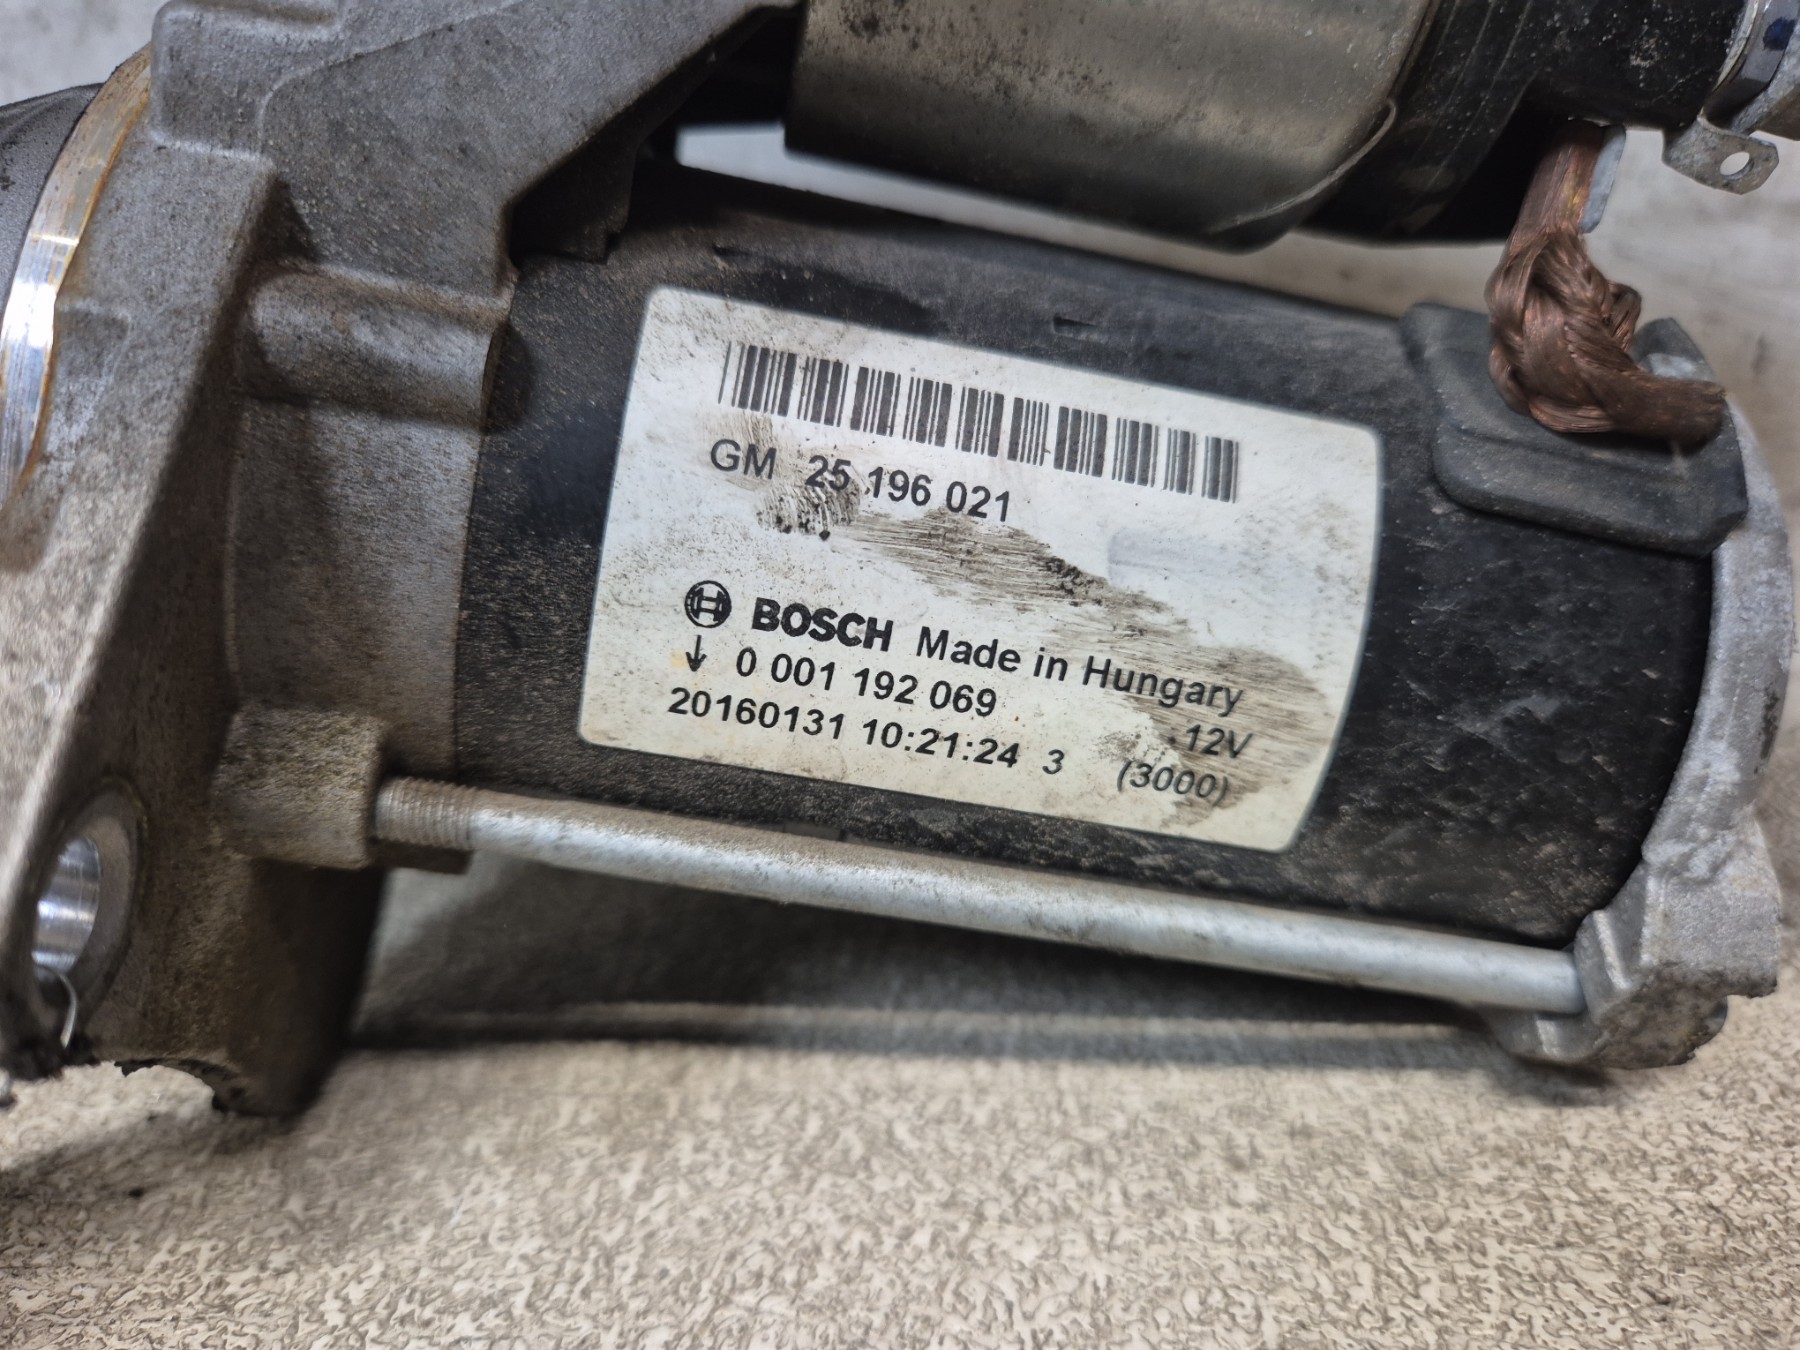 GM 25 196 021
BOSCH Made in Hungary
↓ 0 001 192 069 12V
20160131 10:21:24 3 (3000)